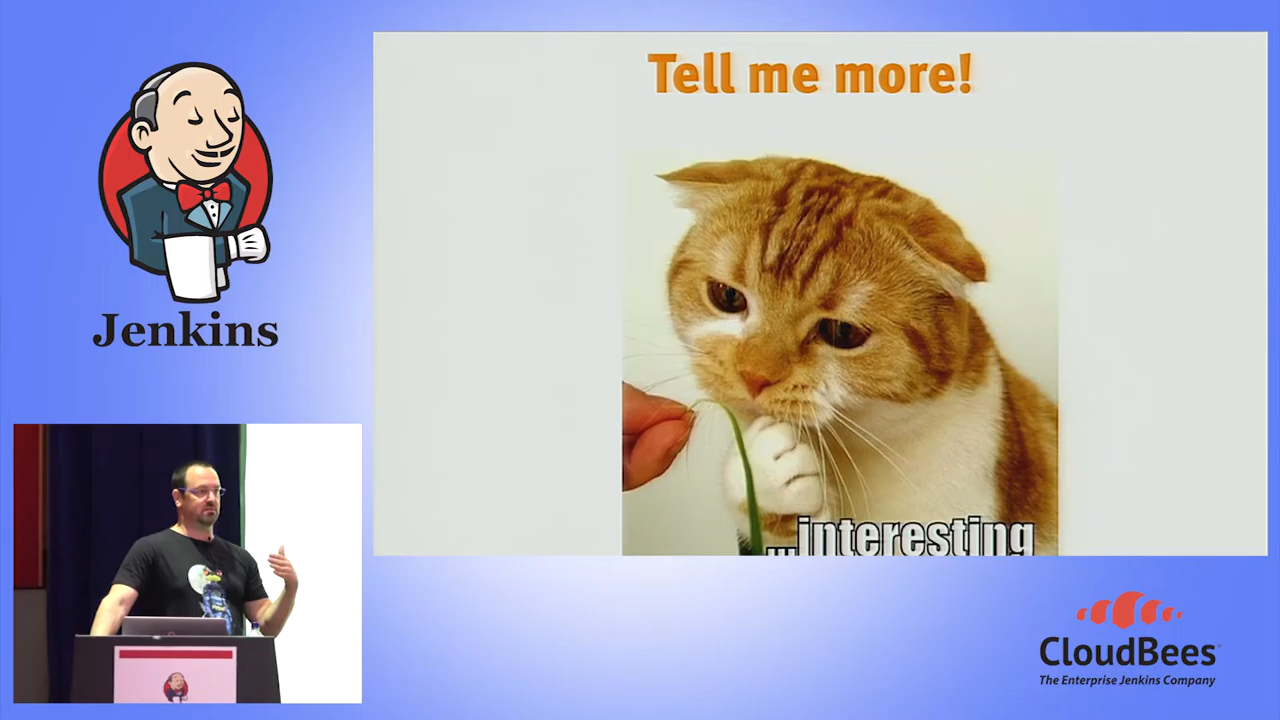 Tell me more!
...interesting
Jenkins
CloudBees
The Enterprise Jenkins Company